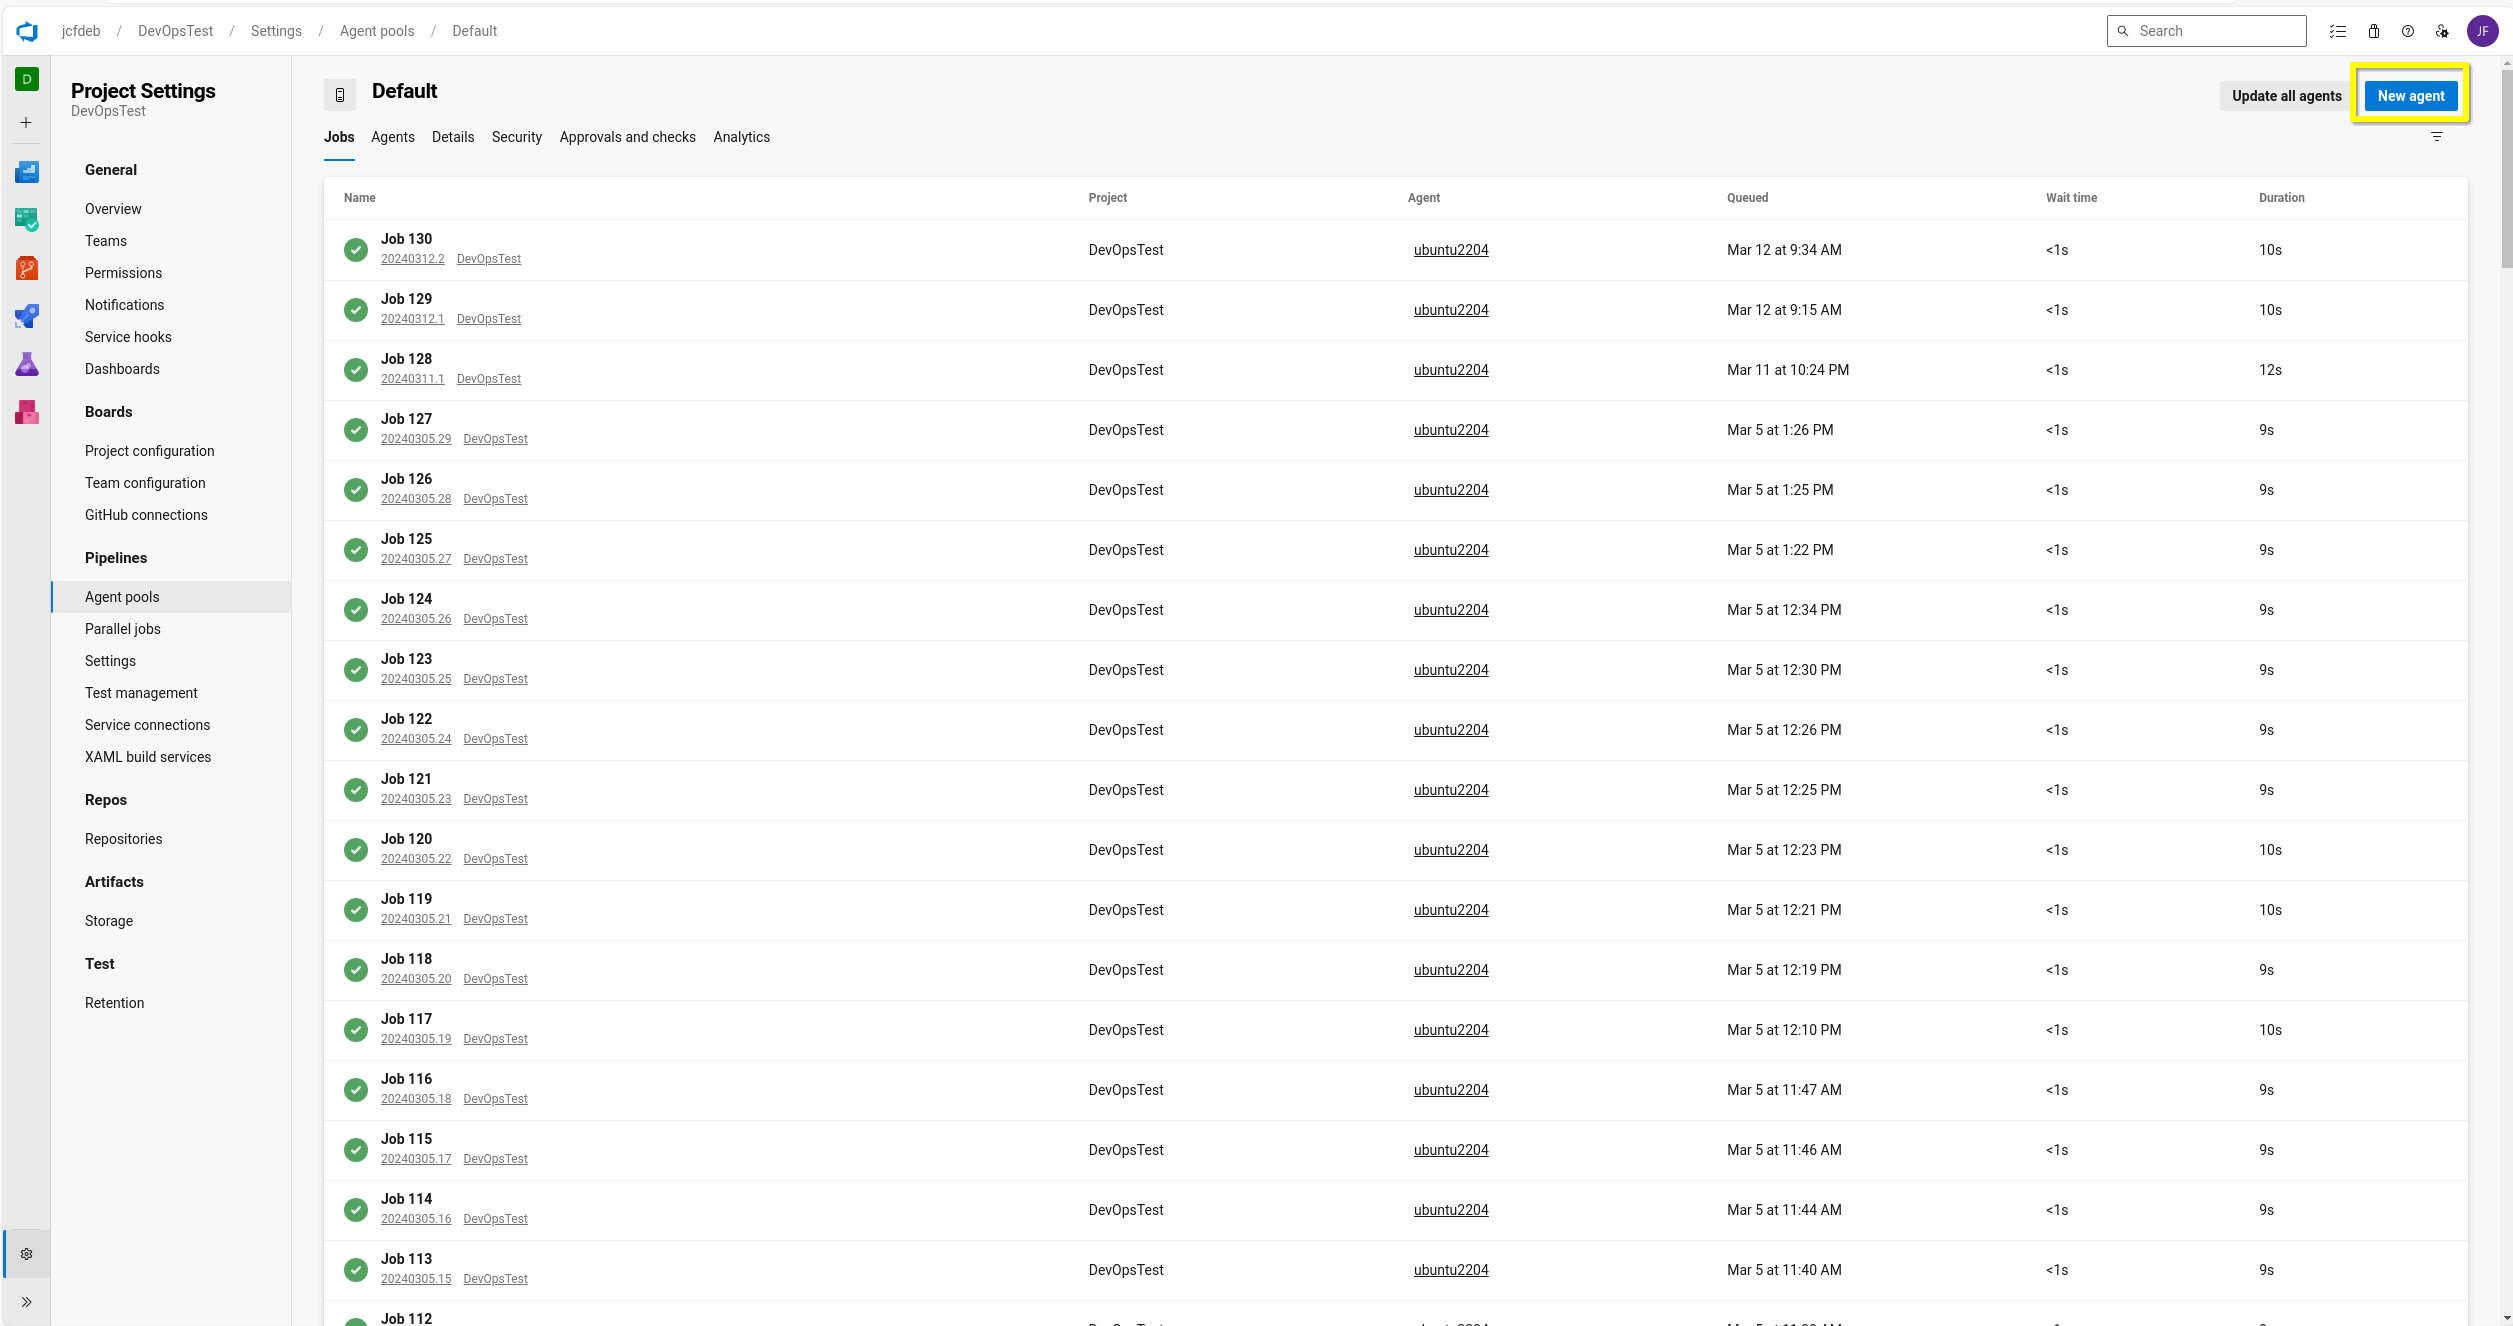 jcfdeb / DevOpsTest / Settings / Agent pools / Default
Search
JF
D
Project Settings
DevOpsTest
General
Overview
Teams
Permissions
Notifications
Service hooks
Dashboards
Boards
Project configuration
Team configuration
GitHub connections
Pipelines
Agent pools
Parallel jobs
Settings
Test management
Service connections
XAML build services
Repos
Repositories
Artifacts
Storage
Test
Retention
Default
Update all agents
New agent
Jobs Agents Details Security Approvals and checks Analytics
Name Project Agent Queued Wait time Duration
Job 130
20240312.2 DevOpsTest
DevOpsTest ubuntu2204 Mar 12 at 9:34 AM <1s 10s
Job 129
20240312.1 DevOpsTest
DevOpsTest ubuntu2204 Mar 12 at 9:15 AM <1s 10s
Job 128
20240311.1 DevOpsTest
DevOpsTest ubuntu2204 Mar 11 at 10:24 PM <1s 12s
Job 127
20240305.29 DevOpsTest
DevOpsTest ubuntu2204 Mar 5 at 1:26 PM <1s 9s
Job 126
20240305.28 DevOpsTest
DevOpsTest ubuntu2204 Mar 5 at 1:25 PM <1s 9s
Job 125
20240305.27 DevOpsTest
DevOpsTest ubuntu2204 Mar 5 at 1:22 PM <1s 9s
Job 124
20240305.26 DevOpsTest
DevOpsTest ubuntu2204 Mar 5 at 12:34 PM <1s 9s
Job 123
20240305.25 DevOpsTest
DevOpsTest ubuntu2204 Mar 5 at 12:30 PM <1s 9s
Job 122
20240305.24 DevOpsTest
DevOpsTest ubuntu2204 Mar 5 at 12:26 PM <1s 9s
Job 121
20240305.23 DevOpsTest
DevOpsTest ubuntu2204 Mar 5 at 12:25 PM <1s 9s
Job 120
20240305.22 DevOpsTest
DevOpsTest ubuntu2204 Mar 5 at 12:23 PM <1s 10s
Job 119
20240305.21 DevOpsTest
DevOpsTest ubuntu2204 Mar 5 at 12:21 PM <1s 10s
Job 118
20240305.20 DevOpsTest
DevOpsTest ubuntu2204 Mar 5 at 12:19 PM <1s 9s
Job 117
20240305.19 DevOpsTest
DevOpsTest ubuntu2204 Mar 5 at 12:10 PM <1s 10s
Job 116
20240305.18 DevOpsTest
DevOpsTest ubuntu2204 Mar 5 at 11:47 AM <1s 9s
Job 115
20240305.17 DevOpsTest
DevOpsTest ubuntu2204 Mar 5 at 11:46 AM <1s 9s
Job 114
20240305.16 DevOpsTest
DevOpsTest ubuntu2204 Mar 5 at 11:44 AM <1s 9s
Job 113
20240305.15 DevOpsTest
DevOpsTest ubuntu2204 Mar 5 at 11:40 AM <1s 9s
Job 112